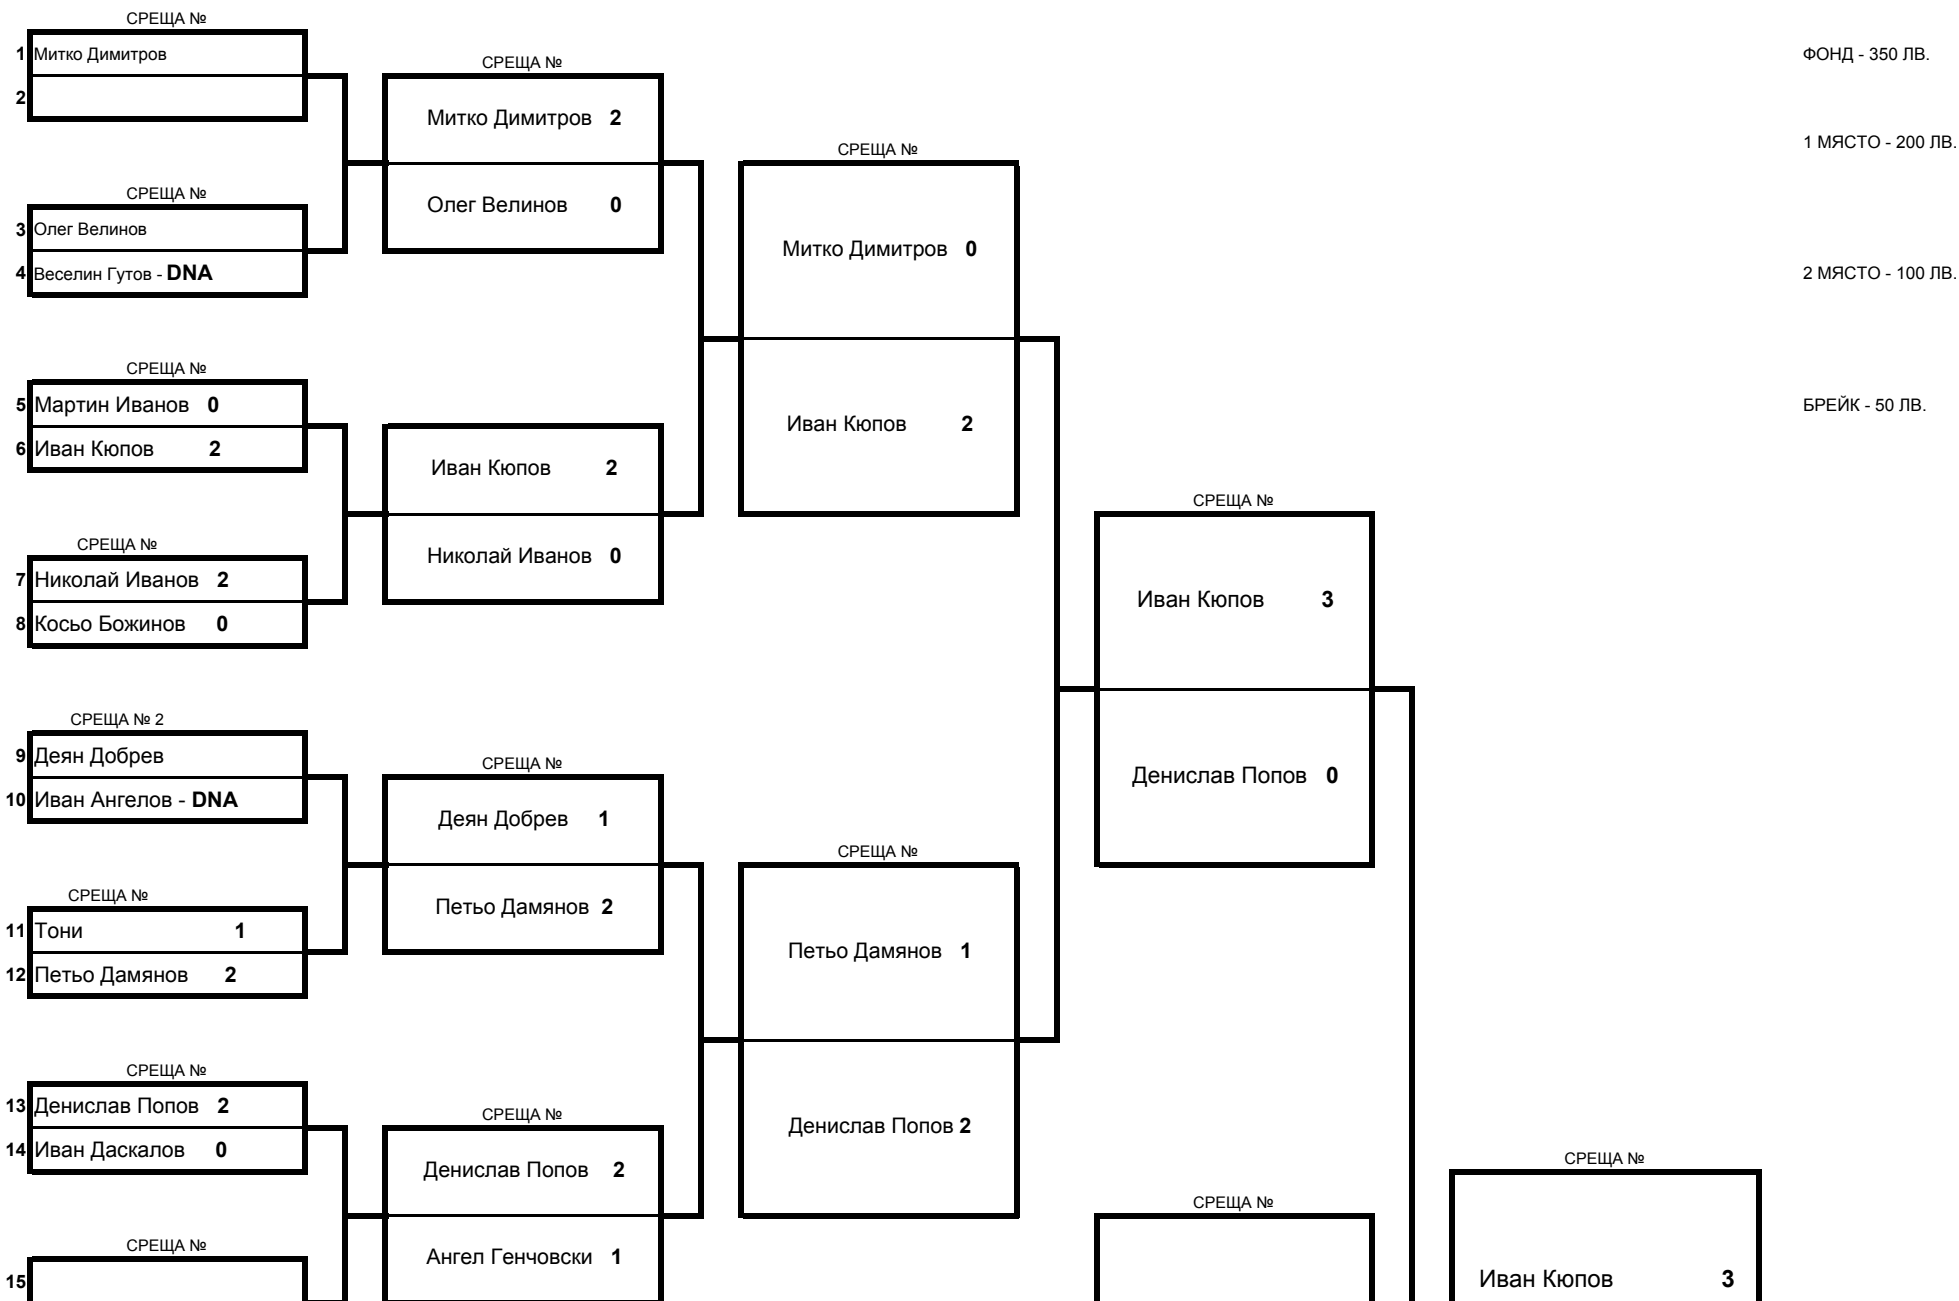 СРЕЩА №
1 Митко Димитров
2
СРЕЩА №
3 Олег Велинов
4 Веселин Гутов - DNA
СРЕЩА №
5 Мартин Иванов 0
6 Иван Кюпов 2
СРЕЩА №
7 Николай Иванов 2
8 Косьо Божинов 0
СРЕЩА № 2
9 Деян Добрев
10 Иван Ангелов - DNA
СРЕЩА №
11 Тони 1
12 Петьо Дамянов 2
СРЕЩА №
13 Денислав Попов 2
14 Иван Даскалов 0
СРЕЩА №
15
СРЕЩА №
Митко Димитров 2
Олег Велинов 0
Иван Кюпов 2
Николай Иванов 0
СРЕЩА №
Деян Добрев 1
Петьо Дамянов 2
СРЕЩА №
Денислав Попов 2
Ангел Генчовски 1
СРЕЩА №
Митко Димитров 0
Иван Кюпов 2
СРЕЩА №
Петьо Дамянов 1
Денислав Попов 2
СРЕЩА №
Иван Кюпов 3
Денислав Попов 0
СРЕЩА №
СРЕЩА №
Иван Кюпов 3
ФОНД - 350 ЛВ.
1 МЯСТО - 200 ЛВ.
2 МЯСТО - 100 ЛВ.
БРЕЙК - 50 ЛВ.